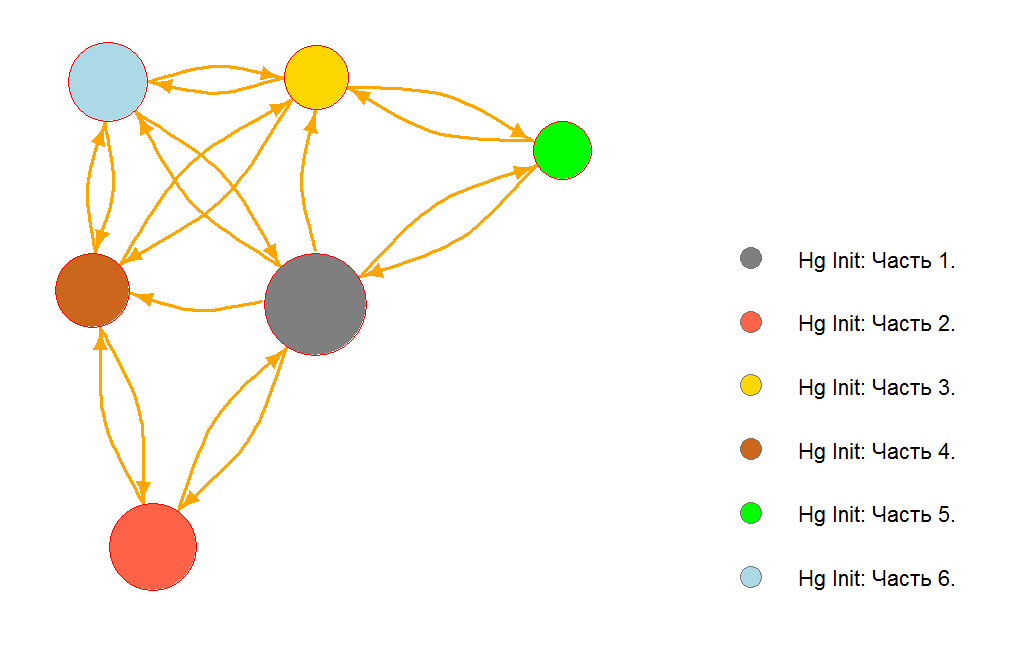 Hg Init: Часть 1.
Hg Init: Часть 2.
Hg Init: Часть 3.
Hg Init: Часть 4.
Hg Init: Часть 5.
Hg Init: Часть 6.